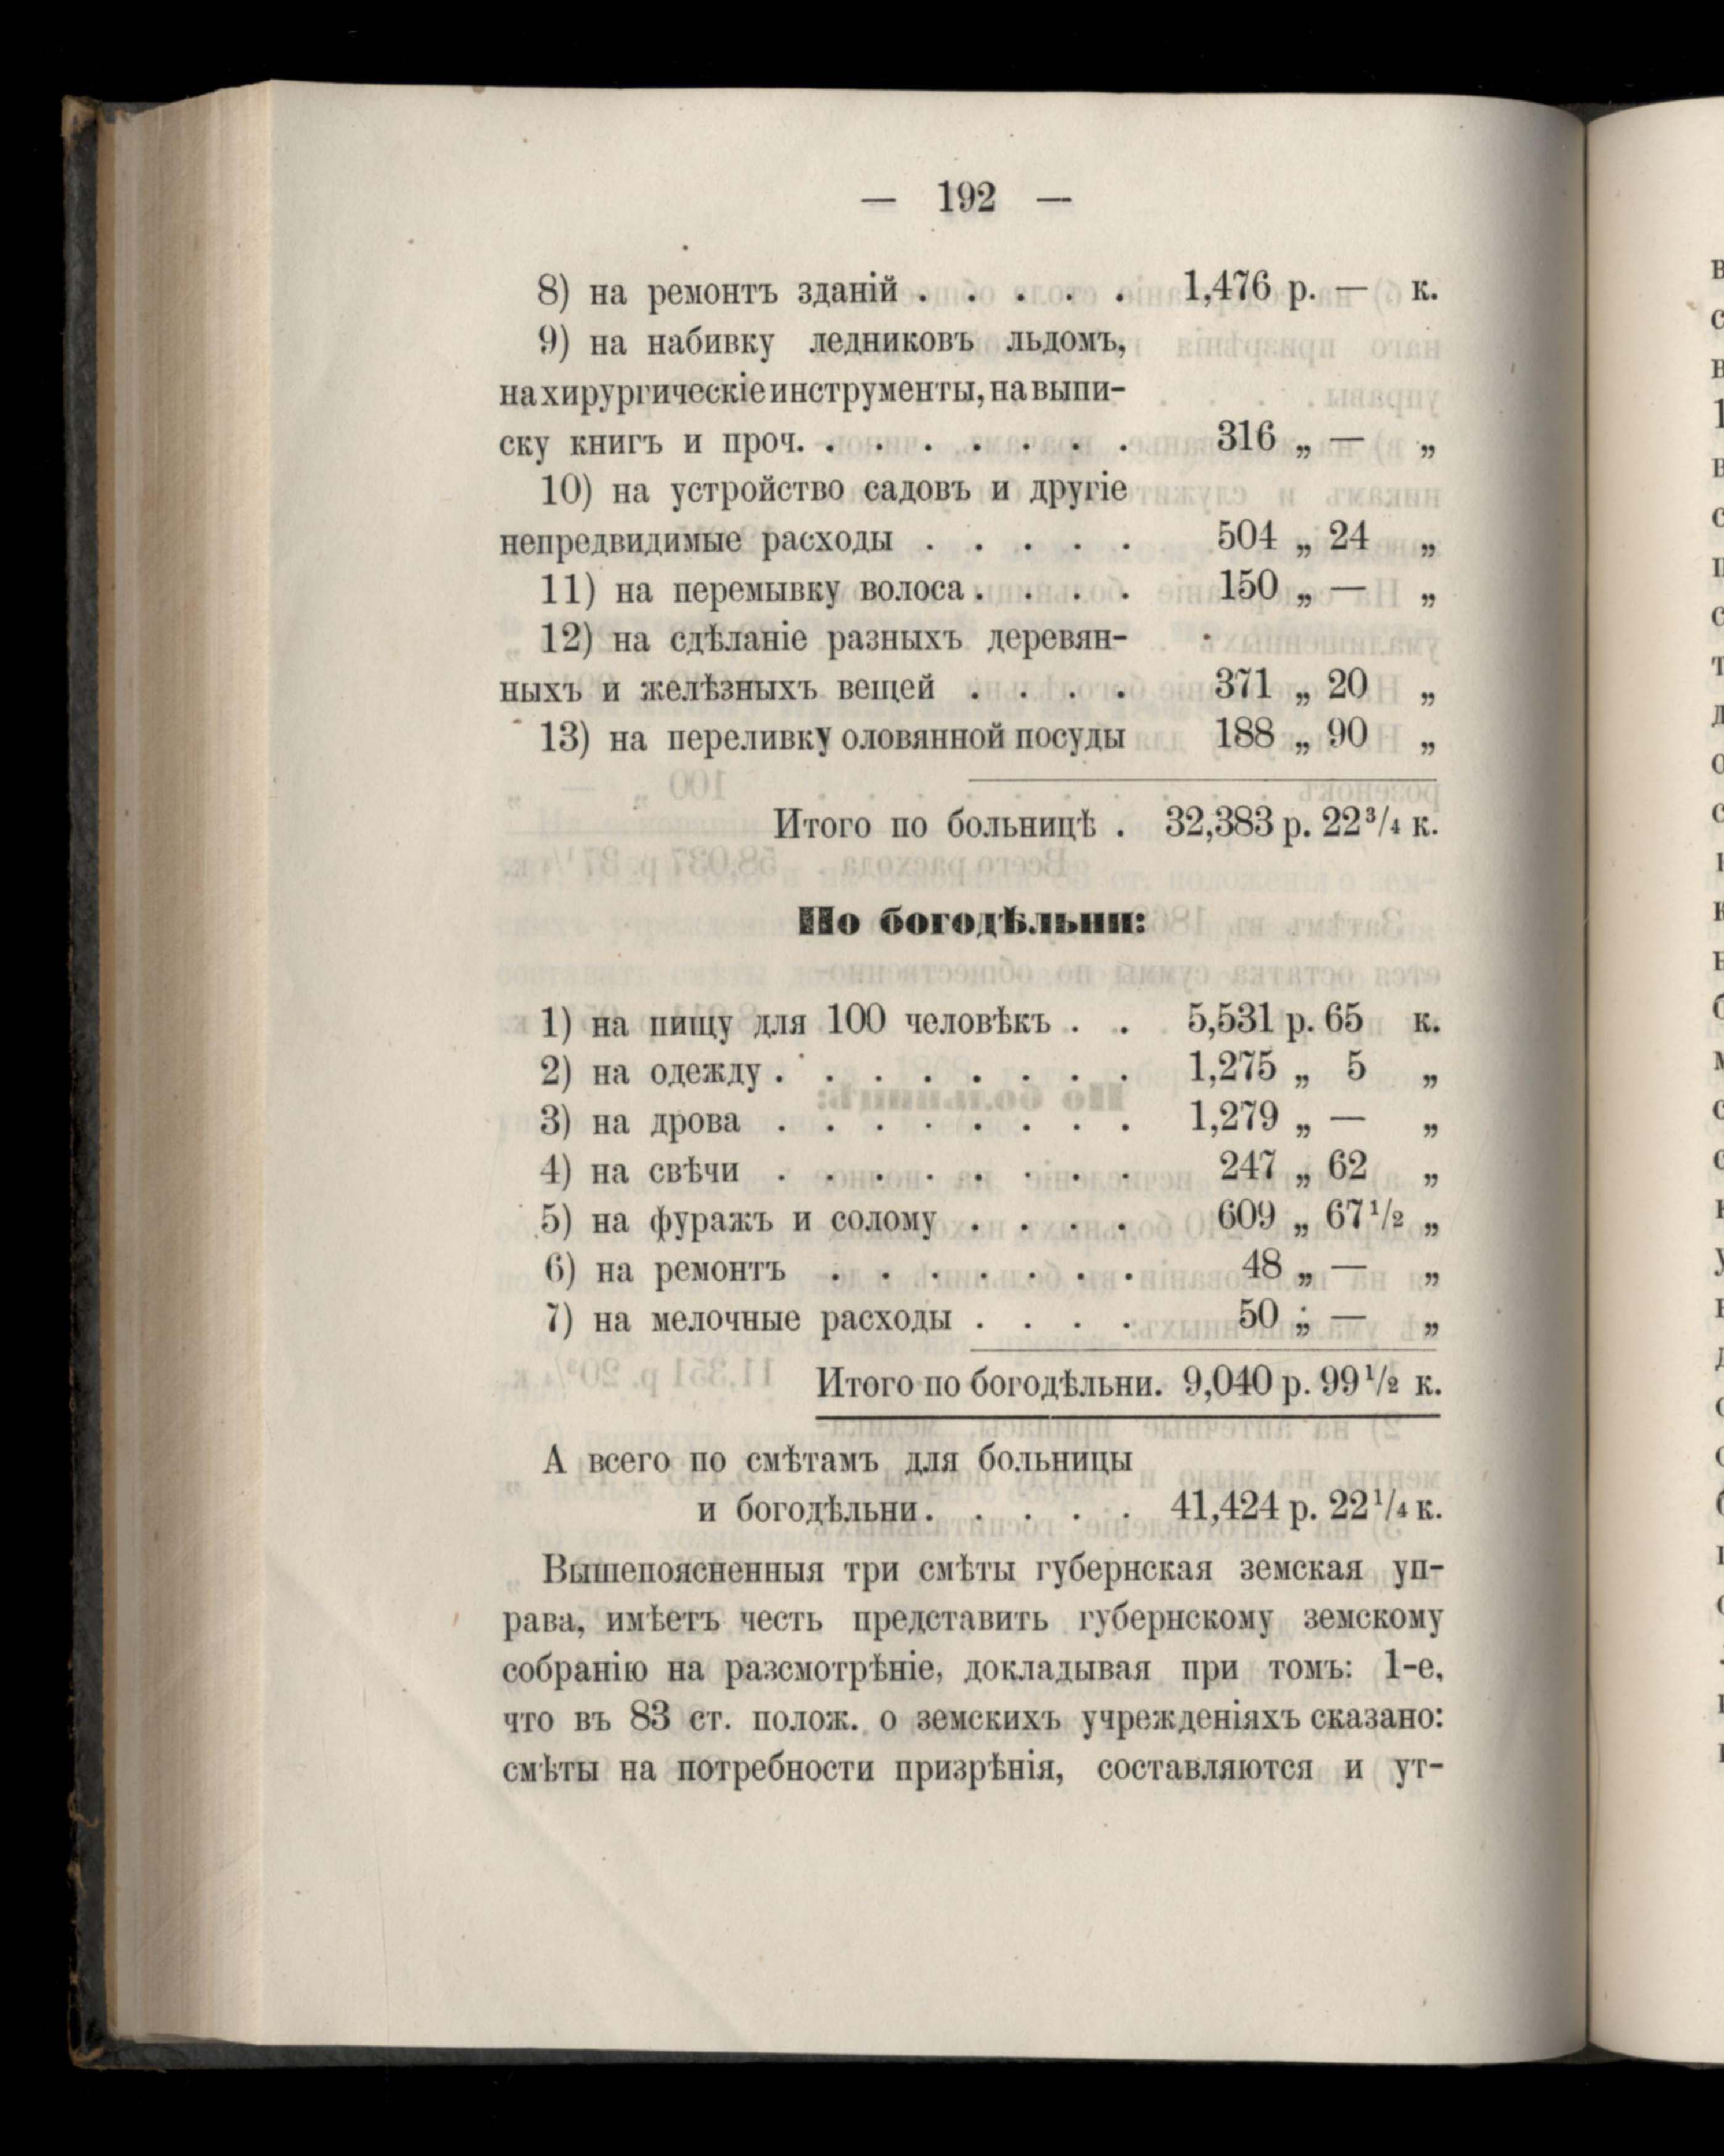 — 192 —
8) на ремонтъ зданій . . . . . 1,476 р. — к.
9) на набивку ледниковъ льдомъ,
на хирургическіе инструменты, на выпи-
ску книгъ и проч. . . . . . . . 316 „ — „
10) на устройство садовъ и другіе
непредвидимые расходы . . . . . 504 „ 24 „
11) на перемывку волоса . . . . 150 „ — „
12) на сдѣланіе разныхъ деревян-
ныхъ и желѣзныхъ вещей . . . . 371 „ 20 „
13) на переливку оловянной посуды 188 „ 90 „
Итого по больницѣ . 32,383 р. 22³/₄ к.
По богодѣльни:
1) на пищу для 100 человѣкъ . . 5,531 р. 65 к.
2) на одежду . . . . . . . . 1,275 „ 5 „
3) на дрова . . . . . . . . 1,279 „ — „
4) на свѣчи . . . . . . . . 247 „ 62 „
5) на фуражъ и солому . . . . 609 „ 67¹/₂ „
6) на ремонтъ . . . . . . . 48 „ — „
7) на мелочные расходы . . . . 50 „ — „
Итого по богодѣльни. 9,040 р. 99¹/₂ к.
А всего по смѣтамъ для больницы
и богодѣльни . . . . . 41,424 р. 22¹/₄ к.
Вышепоясненныя три смѣты губернская земская уп-
рава, имѣетъ честь представить губернскому земскому
собранію на разсмотрѣніе, докладывая при томъ: 1-е,
что въ 83 ст. полож. о земскихъ учрежденіяхъ сказано:
смѣты на потребности призрѣнія, составляются и ут-